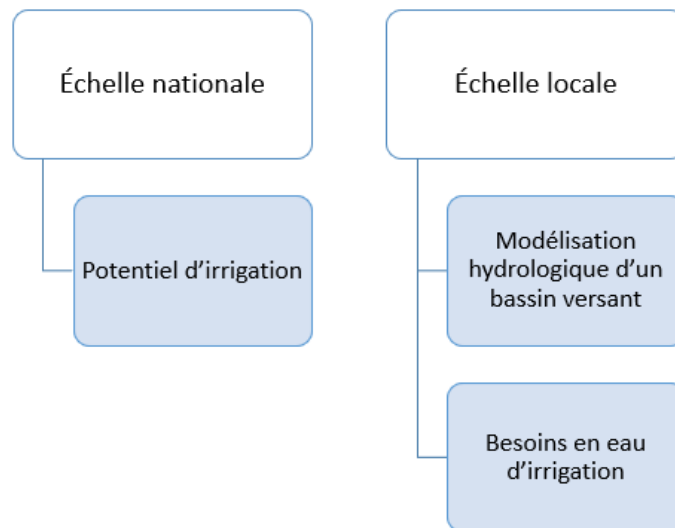 Échelle nationale
Potentiel d'irrigation
Échelle locale
Modélisation
hydrologique d'un
bassin versant
Besoins en eau
d'irrigation